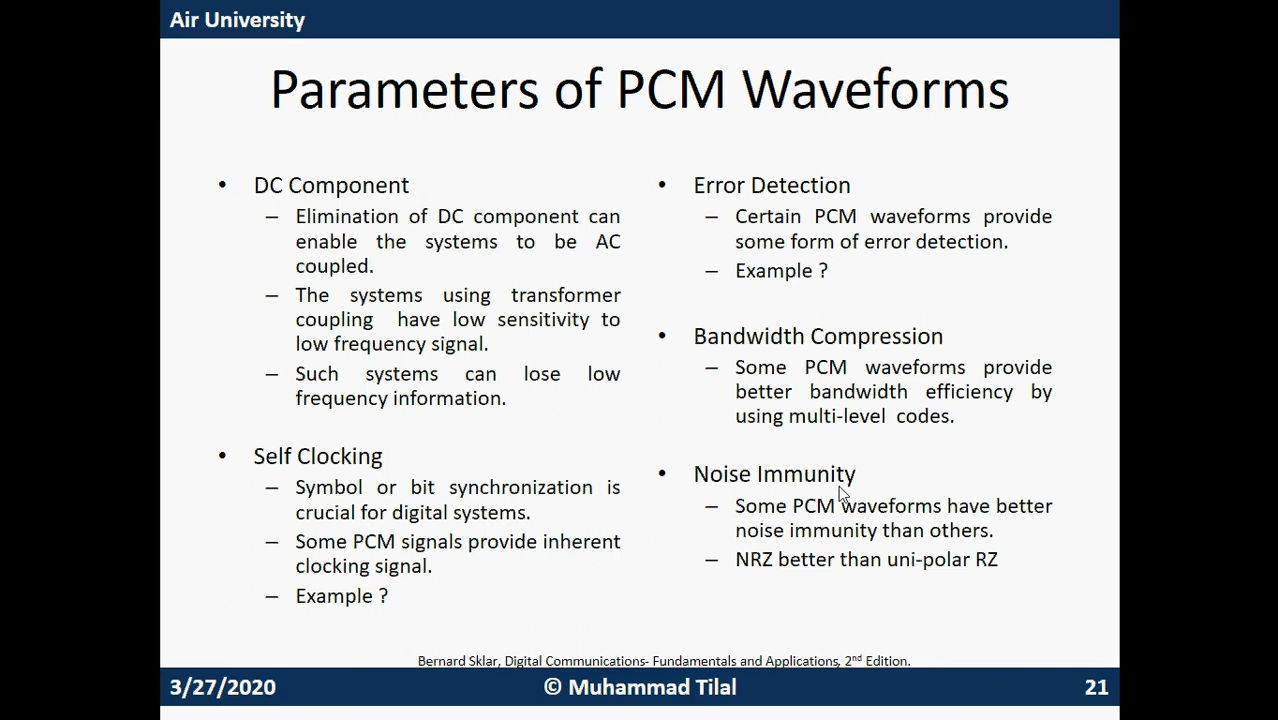 Air University
Parameters of PCM Waveforms
• DC Component
– Elimination of DC component can
enable the systems to be AC
coupled.
– The systems using transformer
coupling have low sensitivity to
low frequency signal.
– Such systems can lose low
frequency information.
• Self Clocking
– Symbol or bit synchronization is
crucial for digital systems.
– Some PCM signals provide inherent
clocking signal.
– Example ?
• Error Detection
– Certain PCM waveforms provide
some form of error detection.
– Example ?
• Bandwidth Compression
– Some PCM waveforms provide
better bandwidth efficiency by
using multi-level codes.
• Noise Immunity
– Some PCM waveforms have better
noise immunity than others.
– NRZ better than uni-polar RZ
Bernard Sklar, Digital Communications- Fundamentals and Applications, 2nd Edition.
3/27/2020 © Muhammad Tilal 21